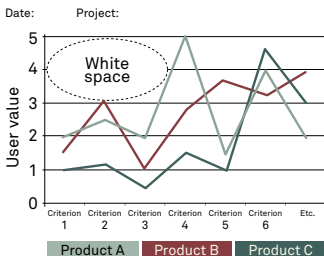 Date: Project:
5
4
3
2
1
0
User value
White
space
Criterion Criterion Criterion Criterion Criterion Criterion Etc.
1 2 3 4 5 6
Product A Product B Product C